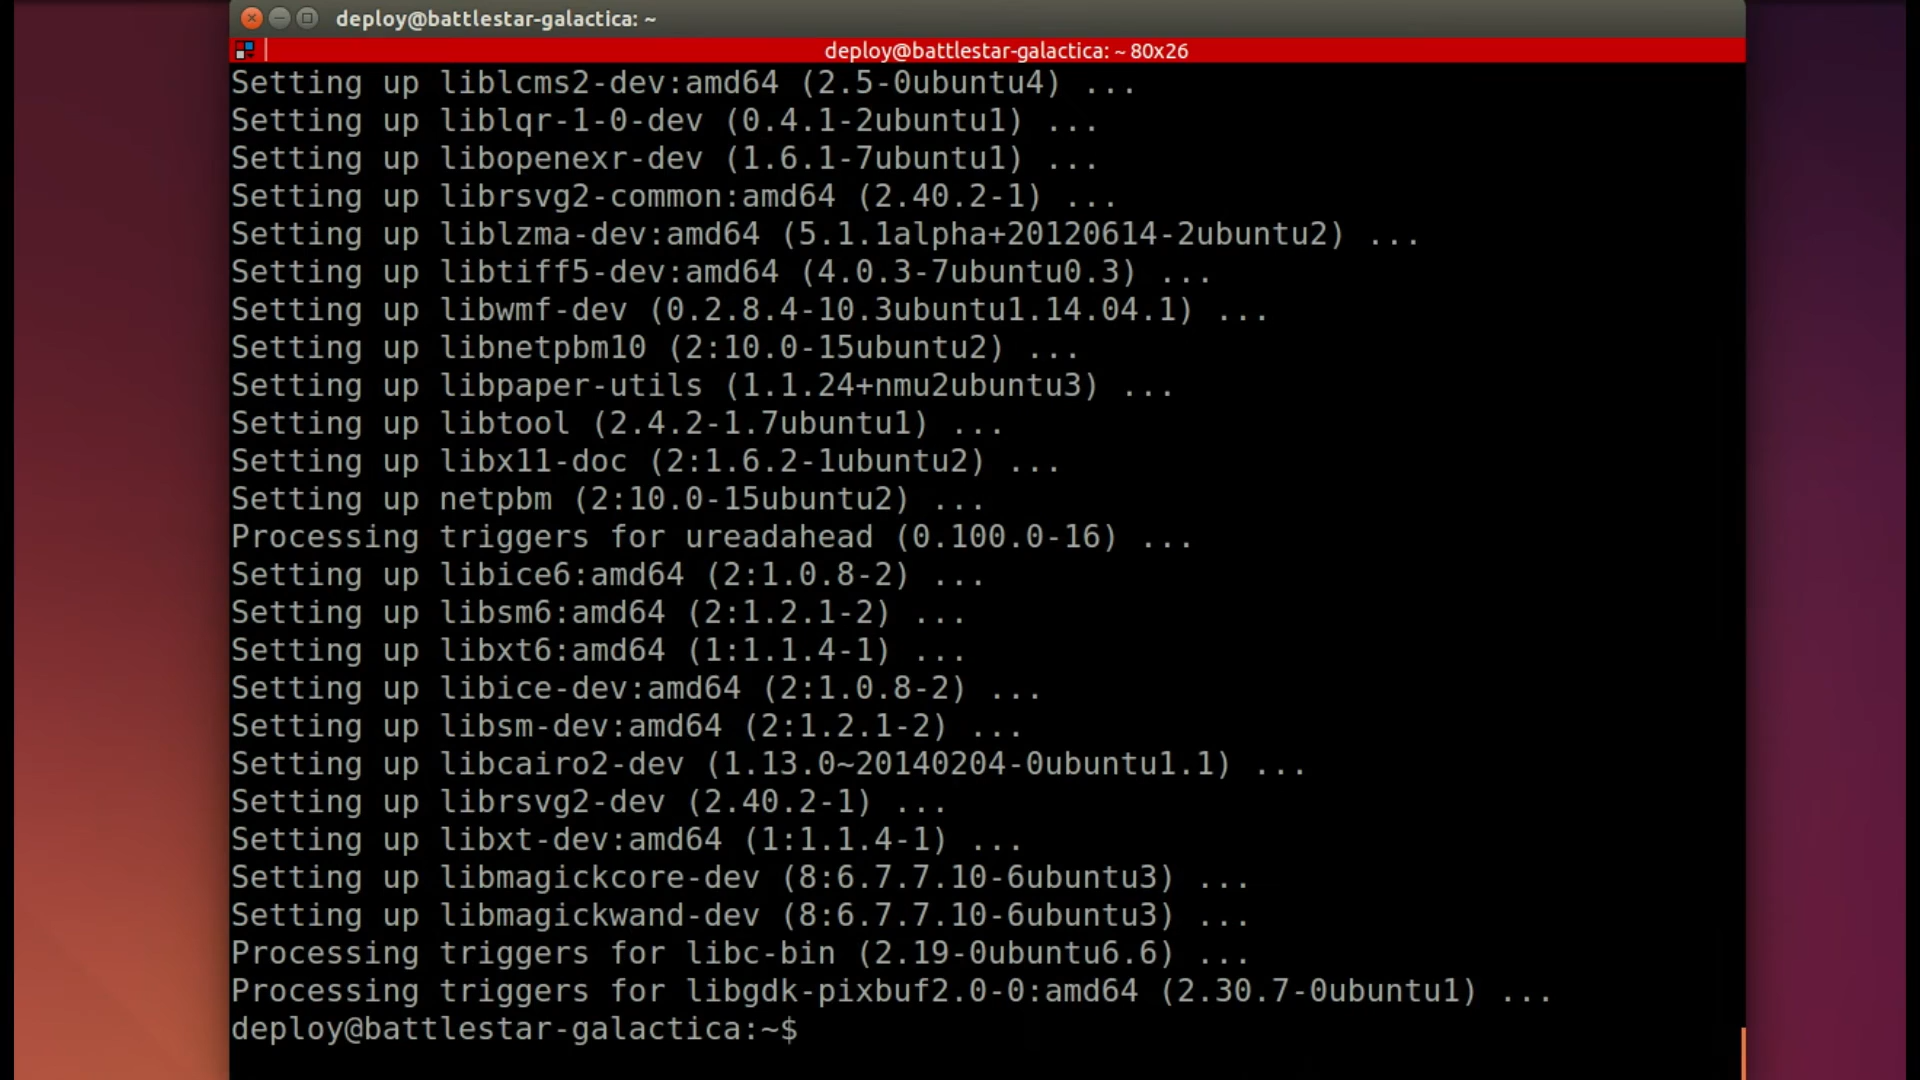 deploy@battlestar-galactica: ~
deploy@battlestar-galactica: ~ 80x26
Setting up liblcms2-dev:amd64 (2.5-0ubuntu4) ...
Setting up liblqr-1-0-dev (0.4.1-2ubuntu1) ...
Setting up libopenexr-dev (1.6.1-7ubuntu1) ...
Setting up librsvg2-common:amd64 (2.40.2-1) ...
Setting up liblzma-dev:amd64 (5.1.1alpha+20120614-2ubuntu2) ...
Setting up libtiff5-dev:amd64 (4.0.3-7ubuntu0.3) ...
Setting up libwmf-dev (0.2.8.4-10.3ubuntu1.14.04.1) ...
Setting up libnetpbm10 (2:10.0-15ubuntu2) ...
Setting up libpaper-utils (1.1.24+nmu2ubuntu3) ...
Setting up libtool (2.4.2-1.7ubuntu1) ...
Setting up libx11-doc (2:1.6.2-1ubuntu2) ...
Setting up netpbm (2:10.0-15ubuntu2) ...
Processing triggers for ureadahead (0.100.0-16) ...
Setting up libice6:amd64 (2:1.0.8-2) ...
Setting up libsm6:amd64 (2:1.2.1-2) ...
Setting up libxt6:amd64 (1:1.1.4-1) ...
Setting up libice-dev:amd64 (2:1.0.8-2) ...
Setting up libsm-dev:amd64 (2:1.2.1-2) ...
Setting up libcairo2-dev (1.13.0~20140204-0ubuntu1.1) ...
Setting up librsvg2-dev (2.40.2-1) ...
Setting up libxt-dev:amd64 (1:1.1.4-1) ...
Setting up libmagickcore-dev (8:6.7.7.10-6ubuntu3) ...
Setting up libmagickwand-dev (8:6.7.7.10-6ubuntu3) ...
Processing triggers for libc-bin (2.19-0ubuntu6.6) ...
Processing triggers for libgdk-pixbuf2.0-0:amd64 (2.30.7-0ubuntu1) ...
deploy@battlestar-galactica:~$